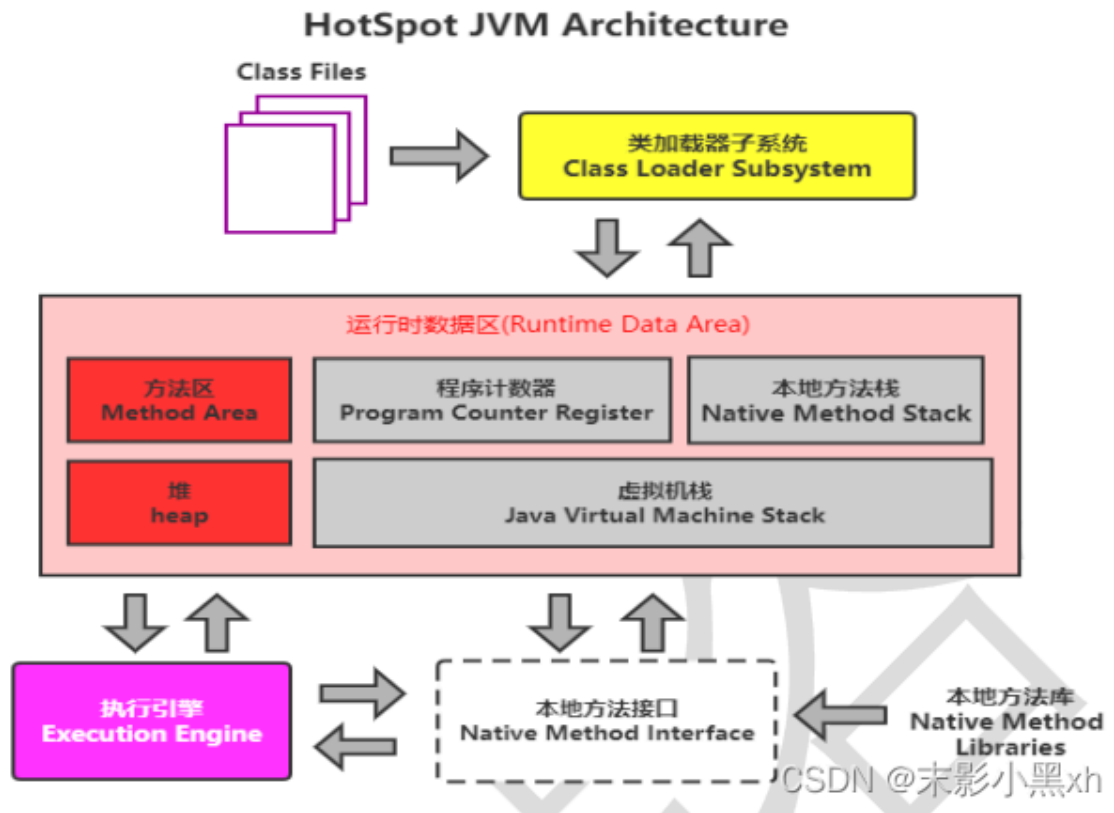 HotSpot JVM Architecture
Class Files
类加载器子系统
Class Loader Subsystem
运行时数据区(Runtime Data Area)
方法区
Method Area
程序计数器
Program Counter Register
本地方法栈
Native Method Stack
堆
heap
虚拟机栈
Java Virtual Machine Stack
执行引擎
Execution Engine
本地方法接口
Native Method Interface
本地方法库
Native Method
Libraries
CSDN @末影小黑xh